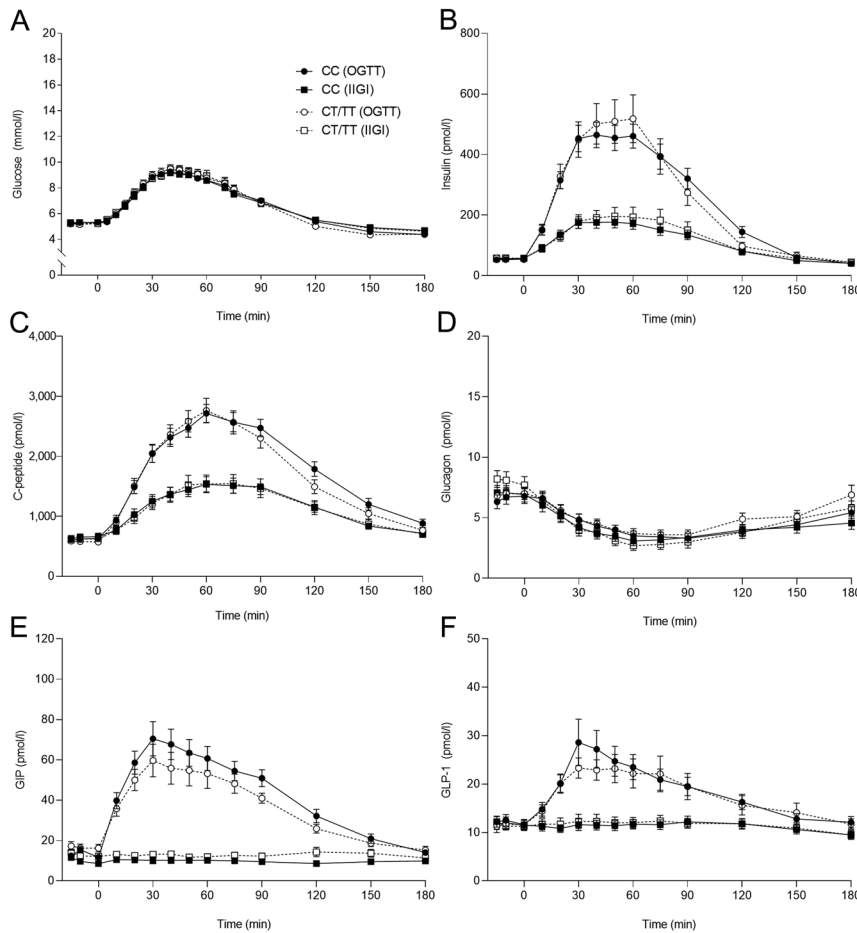 A
Glucose (mmol/l)
20
18
16
14
12
10
8
6
4
0
0 30 60 90 120 150 180
Time (min)
CC (OGTT)
CC (IIGI)
CT/TT (OGTT)
CT/TT (IIGI)
B
Insulin (pmol/l)
800
600
400
200
0
0 30 60 90 120 150 180
Time (min)
C
C-peptide (pmol/l)
4,000
3,000
2,000
1,000
0
0 30 60 90 120 150 180
Time (min)
D
Glucagon (pmol/l)
20
15
10
5
0
0 30 60 90 120 150 180
Time (min)
E
GIP (pmol/l)
120
100
80
60
40
20
0
0 30 60 90 120 150 180
Time (min)
F
GLP-1 (pmol/l)
50
40
30
20
10
0
0 30 60 90 120 150 180
Time (min)